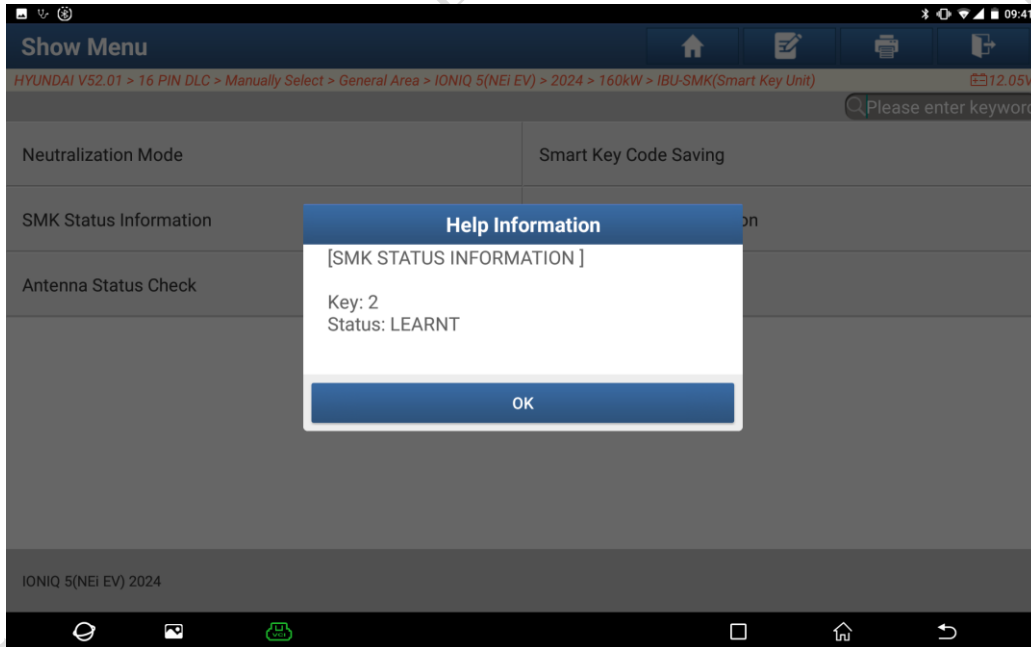 09:41
Show Menu
HYUNDAI V52.01 > 16 PIN DLC > Manually Select > General Area > IONIQ 5(NEi EV) > 2024 > 160kW > IBU-SMK(Smart Key Unit)
12.05V
Please enter keyword
Neutralization Mode
Smart Key Code Saving
SMK Status Information
Antenna Status Check
Help Information
[SMK STATUS INFORMATION ]
Key: 2
Status: LEARNT
OK
IONIQ 5(NEi EV) 2024
VCI